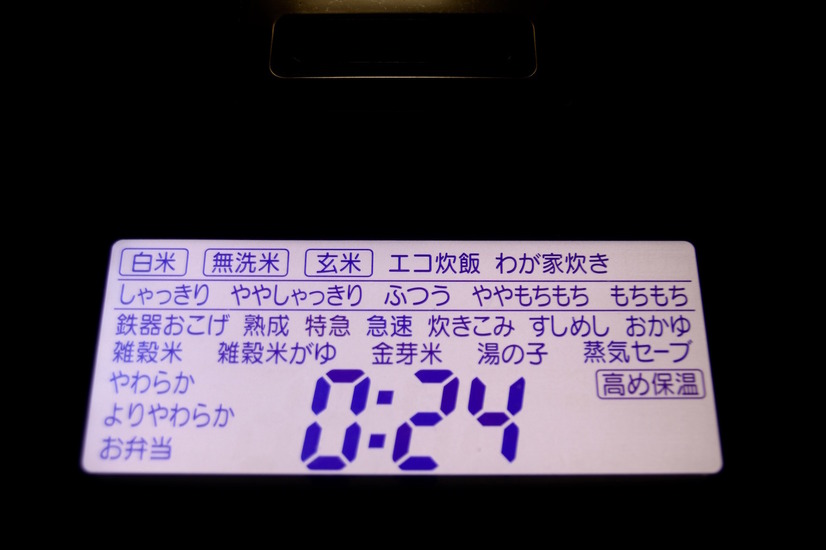 白米 無洗米 玄米 エコ炊飯 わが家炊き
しゃっきり ややしゃっきり ふつう ややもちもち もちもち
鉄器おこげ 熟成 特急 急速 炊きこみ すしめし おかゆ
雑穀米 雑穀米がゆ 金芽米 湯の子 蒸気セーブ
やわらか 高め保温
よりやわらか 0:24
お弁当